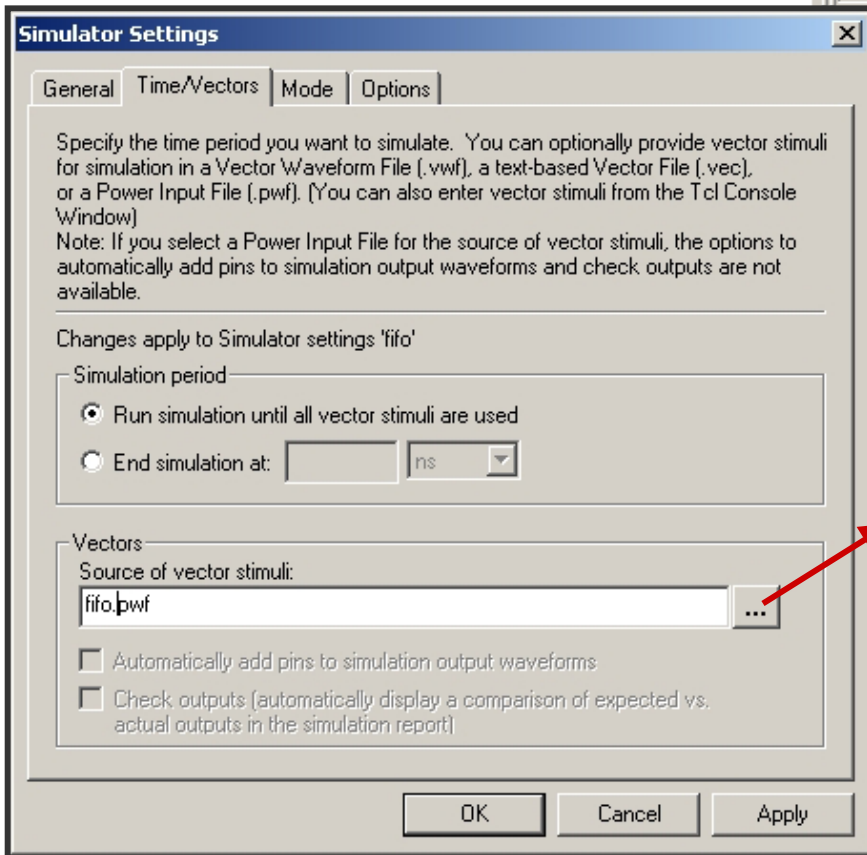 Simulator Settings
General Time/Vectors Mode Options
Specify the time period you want to simulate. You can optionally provide vector stimuli
for simulation in a Vector Waveform File (.vwf), a text-based Vector File (.vec),
or a Power Input File (.pwf). (You can also enter vector stimuli from the Tcl Console
Window)
Note: If you select a Power Input File for the source of vector stimuli, the options to
automatically add pins to simulation output waveforms and check outputs are not
available.
Changes apply to Simulator settings 'fifo'
Simulation period
Run simulation until all vector stimuli are used
End simulation at: ns
Vectors
Source of vector stimuli:
fifo.pwf ...
Automatically add pins to simulation output waveforms
Check outputs (automatically display a comparison of expected vs.
actual outputs in the simulation report)
OK Cancel Apply